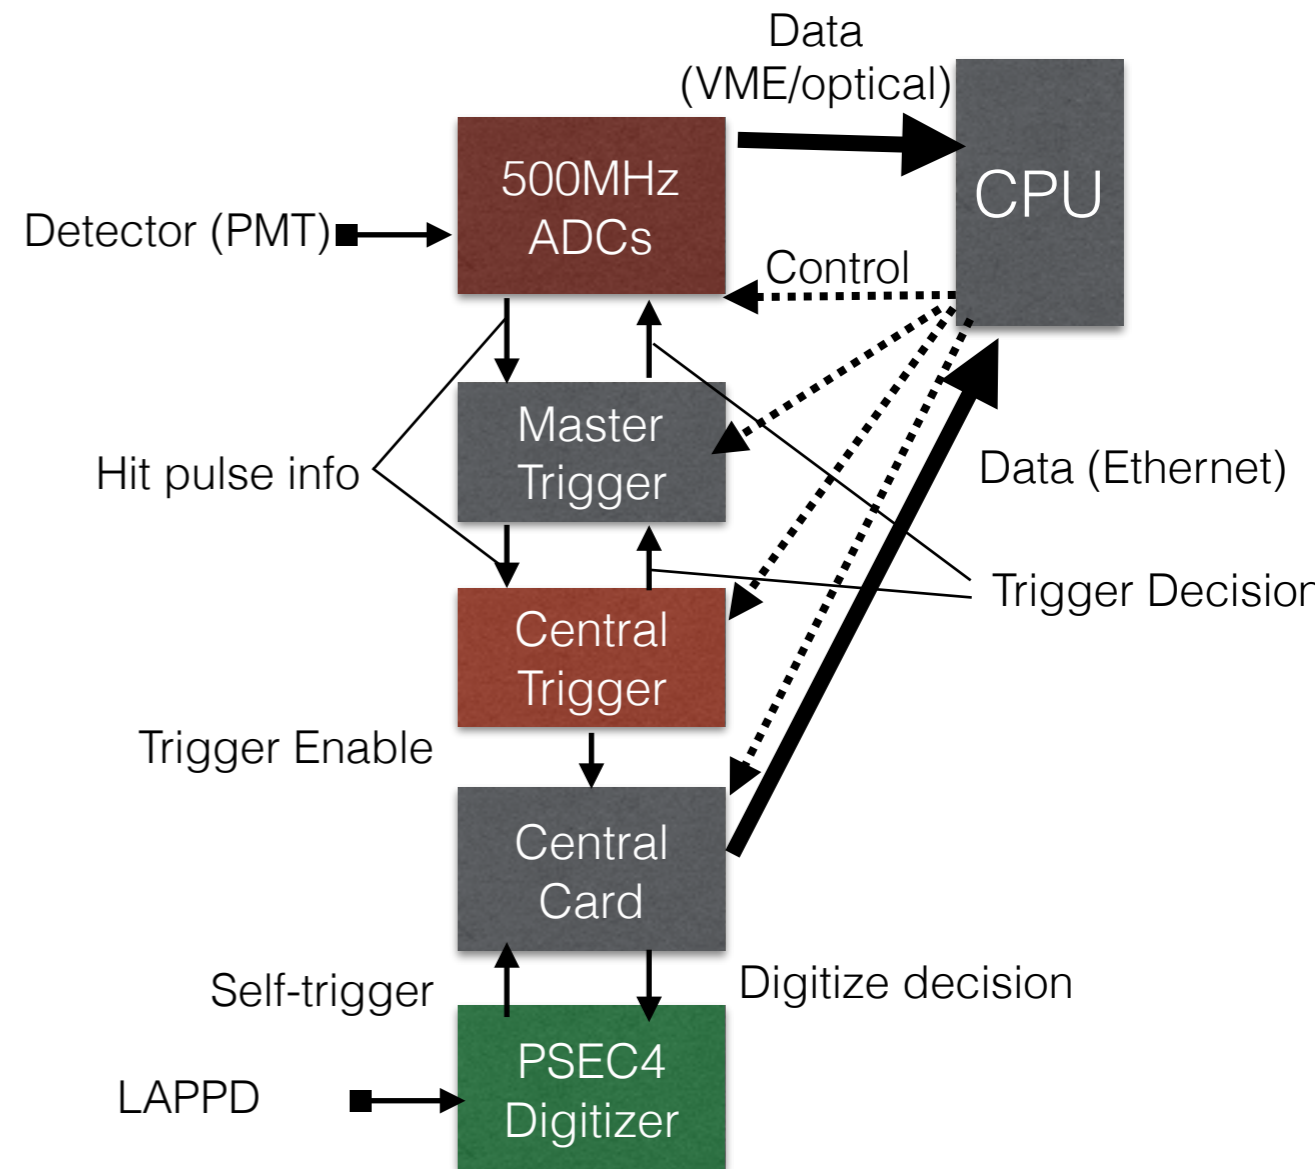 Data
(VME/optical)
CPU
500MHz
ADCs
Detector (PMT)
Control
Master
Trigger
Hit pulse info
Data (Ethernet)
Trigger Decision
Central
Trigger
Trigger Enable
Central
Card
Self-trigger
Digitize decision
PSEC4
Digitizer
LAPPD